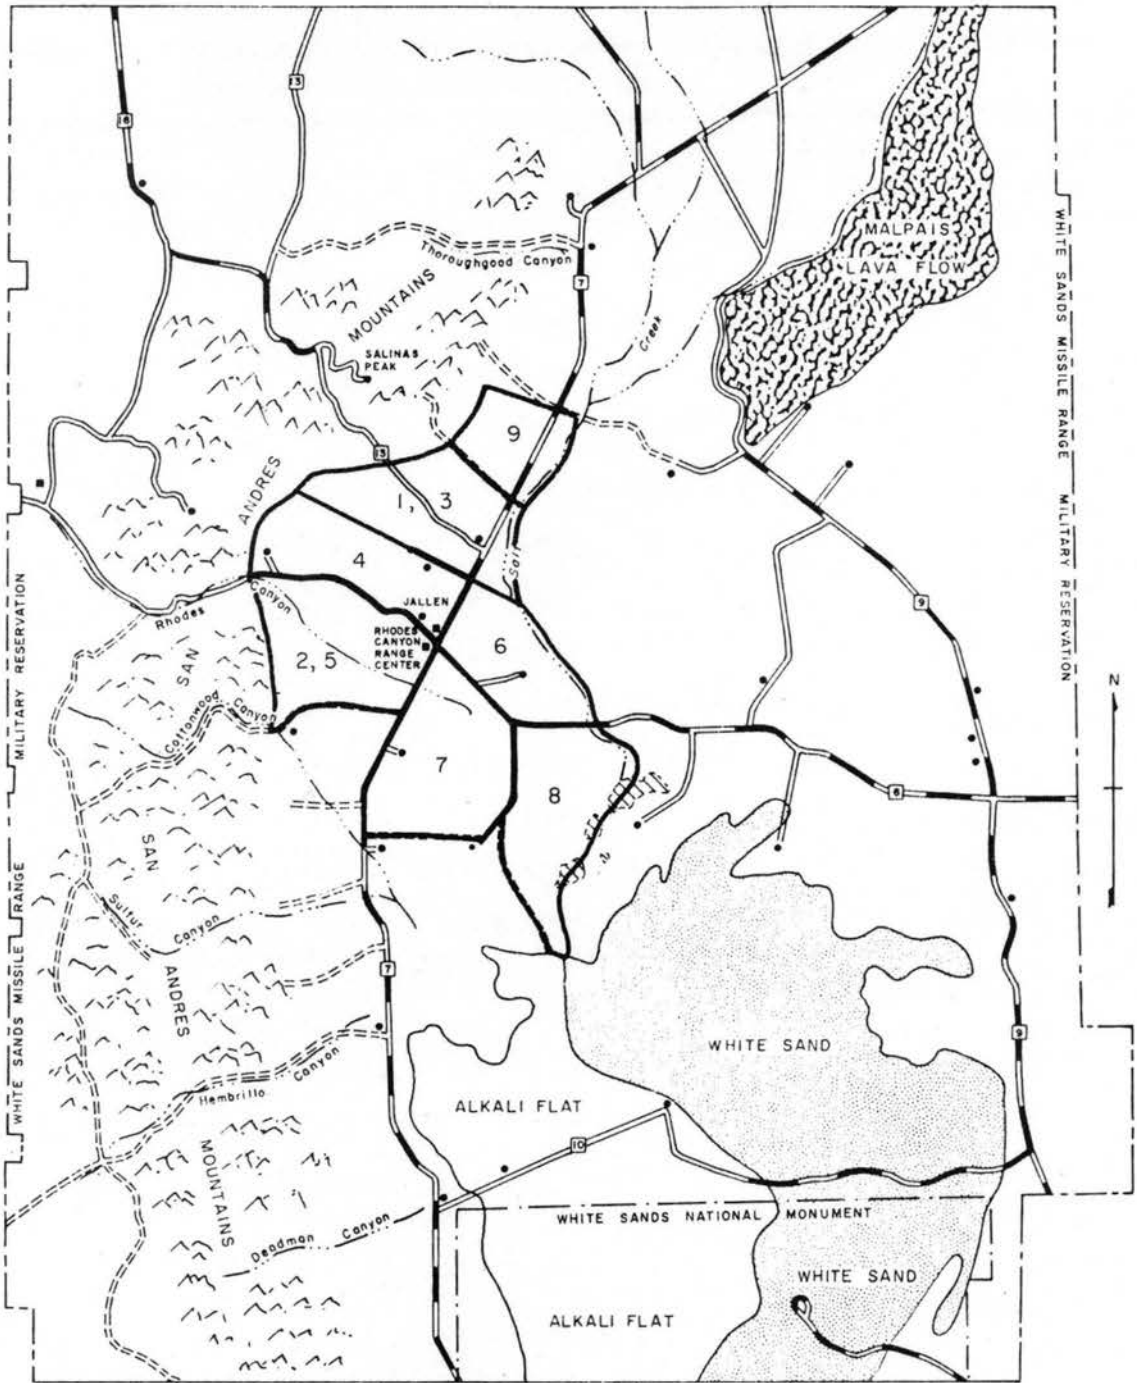 13
16
MALPAIS
LAVA FLOW
WHITE SANDS MISSILE RANGE MILITARY RESERVATION
Thoroughgood Canyon
7
MOUNTAINS
Creek
SALINAS
PEAK
9
13
ANDRES
1, 3
Salt
4
9
Rhodes Canyon
JALLEN
RHODES
CANYON
RANGE
CENTER
6
2, 5
SAN
N
Cottonwood Canyon
7
8
6
WHITE SANDS MISSILE RANGE MILITARY RESERVATION
SAN
Sulfur Canyon
ANDRES
7
9
WHITE SAND
Hembrillo Canyon
ALKALI FLAT
10
MOUNTAINS
WHITE SANDS NATIONAL MONUMENT
Deadman Canyon
WHITE SAND
ALKALI FLAT